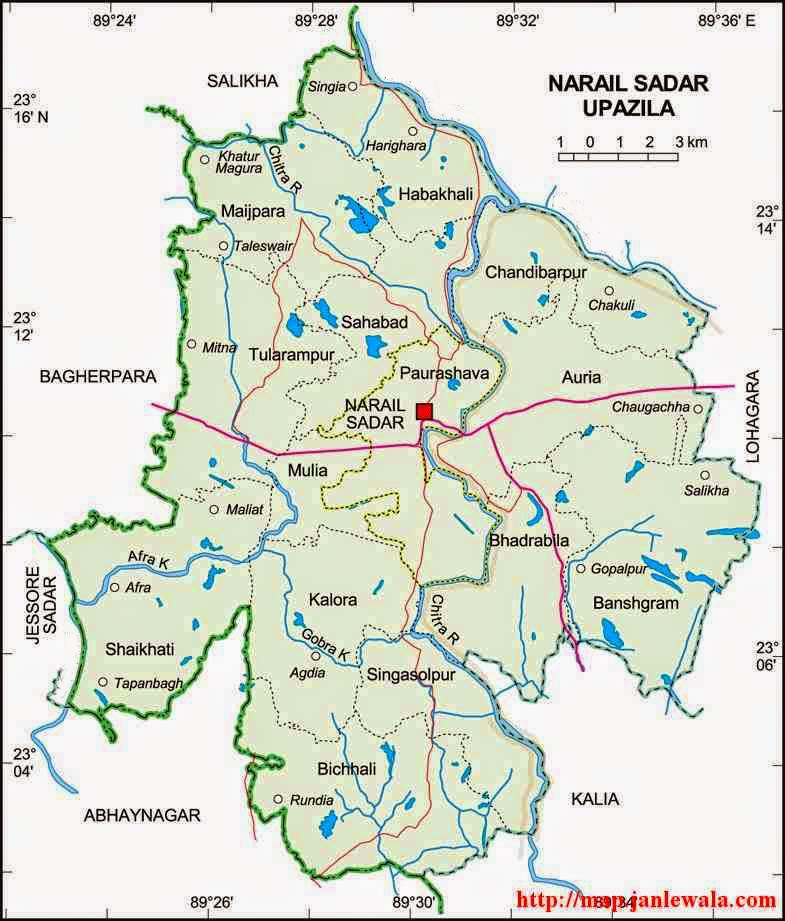 89°24'
89°28'
89°32'
89°36' E
NARAIL SADAR
UPAZILA
1 0 1 2 3 km
SALIKHA
Singia
23°
16' N
Harighara
Khatur
Magura
Chitra R
Habakhali
Maijpara
23°
14'
Taleswair
Chandibarpur
Chakuli
23°
12'
Sahabad
Mitna
Tularampur
Paurashava
BAGHERPARA
Auria
NARAIL
SADAR
Chaugachha
LOHAGARA
Mulia
Salikha
Maliat
Bhadrabila
Afra K
Gopalpur
JESSORE
SADAR
Afra
Kalora
Chitra R
Banshgram
Shaikhati
Gobra K
23°
06'
Agdia
Singasolpur
Tapanbagh
23°
04'
Bichhali
Rundia
KALIA
ABHAYNAGAR
89°26'
89°30'
89°34'